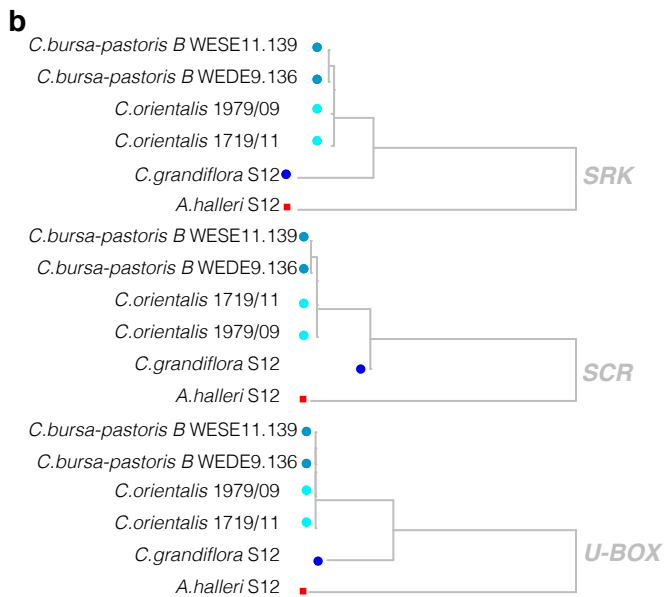 b
C.bursa-pastoris B WESE11.139
C.bursa-pastoris B WEDE9.136
C.orientalis 1979/09
C.orientalis 1719/11
C.grandiflora S12
SRK
A.halleri S12
C.bursa-pastoris B WESE11.139
C.bursa-pastoris B WEDE9.136
C.orientalis 1719/11
C.orientalis 1979/09
C.grandiflora S12
SCR
A.halleri S12
C.bursa-pastoris B WESE11.139
C.bursa-pastoris B WEDE9.136
C.orientalis 1979/09
C.orientalis 1719/11
C.grandiflora S12
U-BOX
A.halleri S12